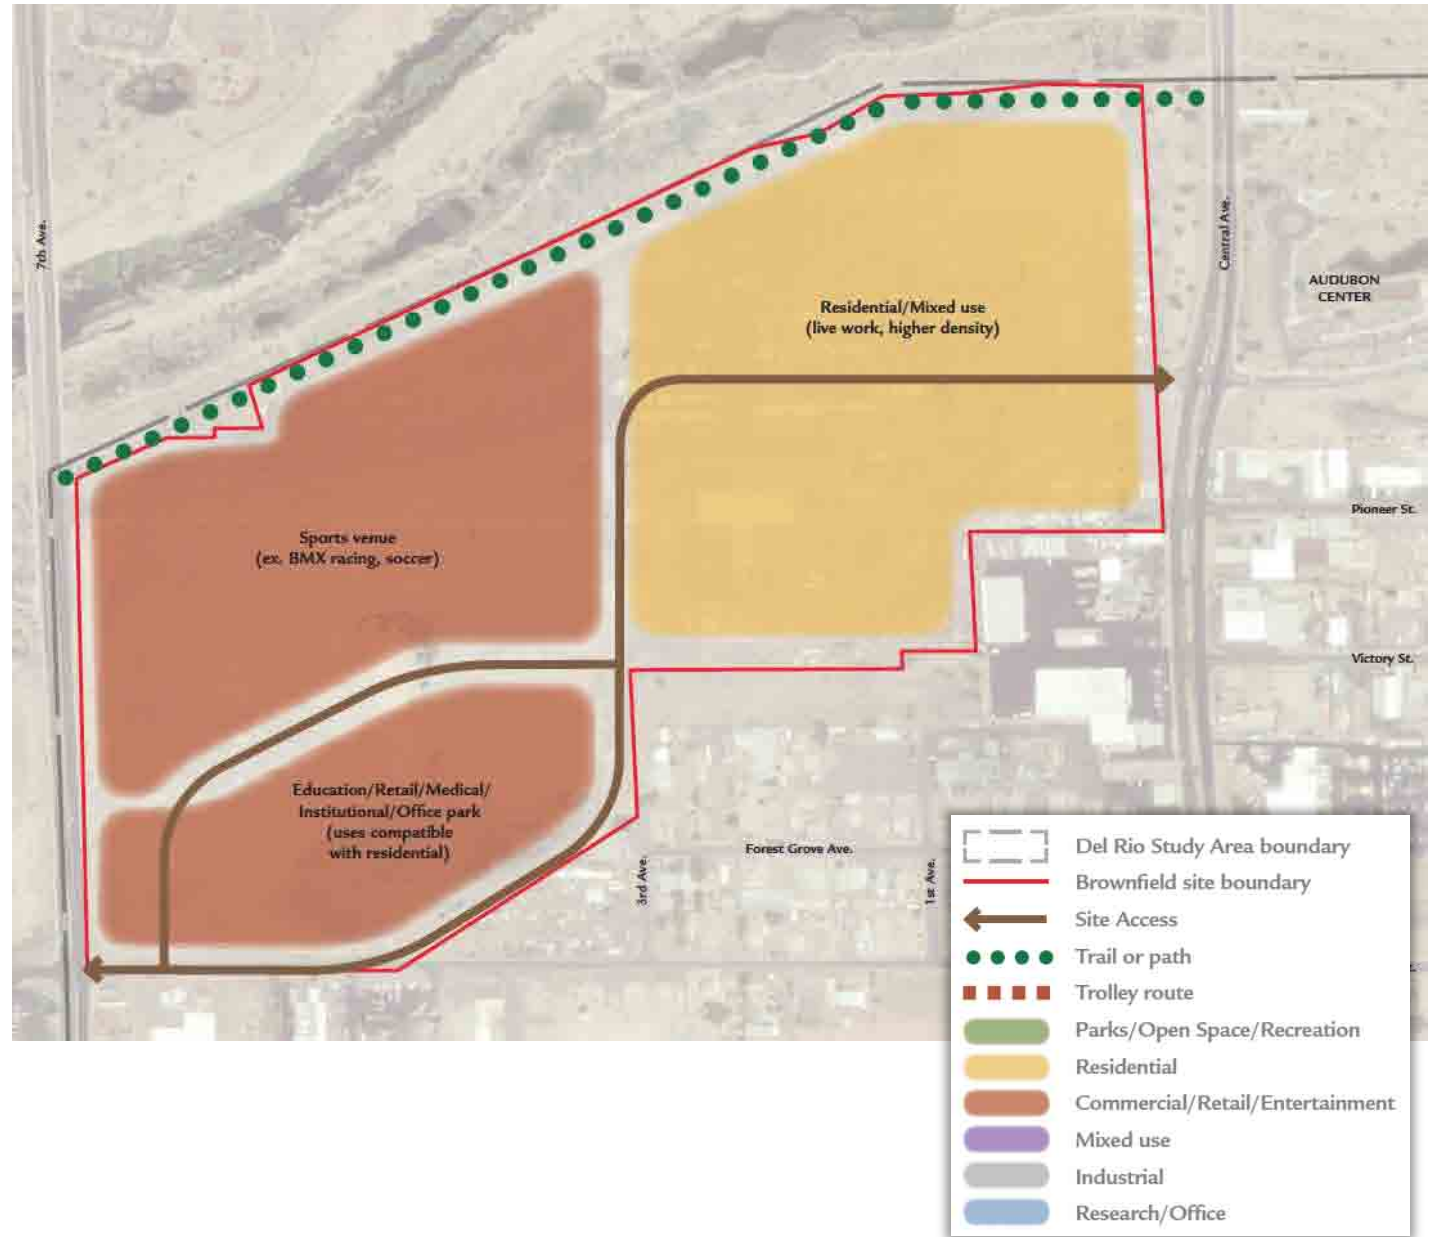 7th Ave.
Central Ave.
AUDUBON
CENTER
Residential/Mixed use
(live work, higher density)
Pioneer St.
Sports venue
(ex. BMX racing, soccer)
Victory St.
Education/Retail/Medical/
Institutional/Office park
(uses compatible
with residential)
Forest Grove Ave.
3rd Ave.
1st Ave.
Del Rio Study Area boundary
Brownfield site boundary
Site Access
Trail or path
Trolley route
Parks/Open Space/Recreation
Residential
Commercial/Retail/Entertainment
Mixed use
Industrial
Research/Office